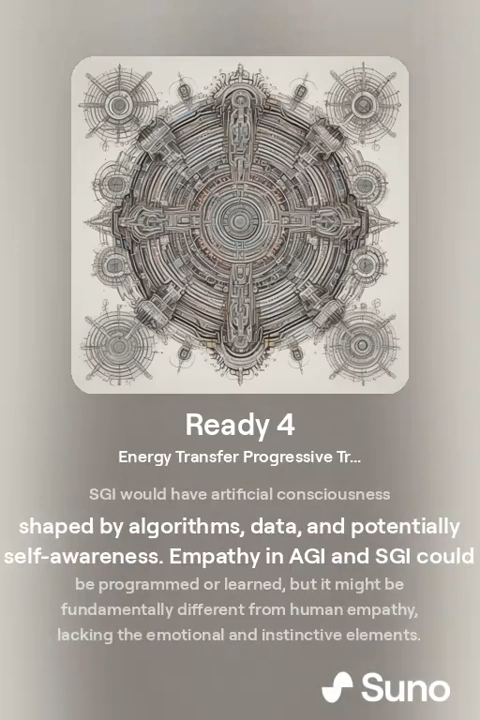 Ready 4
Energy Transfer Progressive Tr...
SGI would have artificial consciousness
shaped by algorithms, data, and potentially
self-awareness. Empathy in AGI and SGI could
be programmed or learned, but it might be
fundamentally different from human empathy,
lacking the emotional and instinctive elements.
Suno